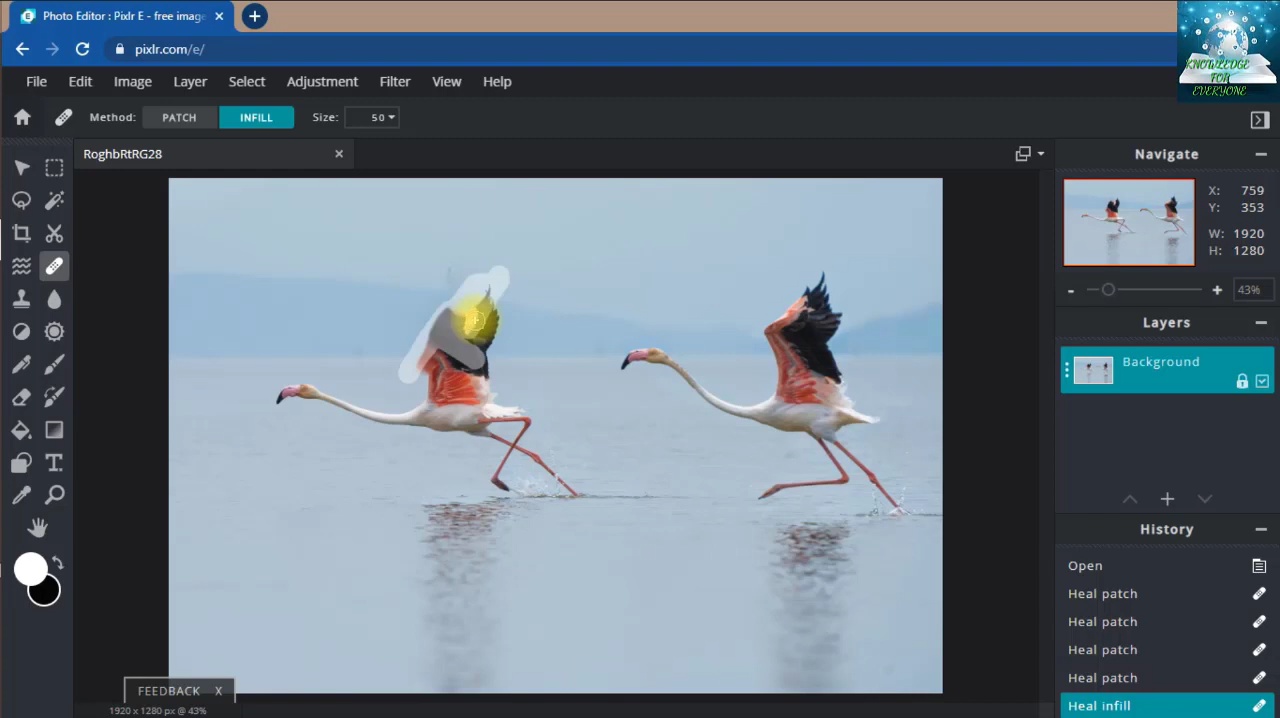 Photo Editor : Pixlr E - free imag
pixlr.com/e/
KNOWLEDGE
FOR
EVERYONE
File Edit Image Layer Select Adjustment Filter View Help
Method: PATCH INFILL Size: 50
RoghbRtRG28
Navigate
X: 759
Y: 353
W: 1920
H: 1280
43%
Layers
Background
History
Open
Heal patch
Heal patch
Heal patch
Heal patch
Heal infill
FEEDBACK X
1920 x 1280 px @ 43%